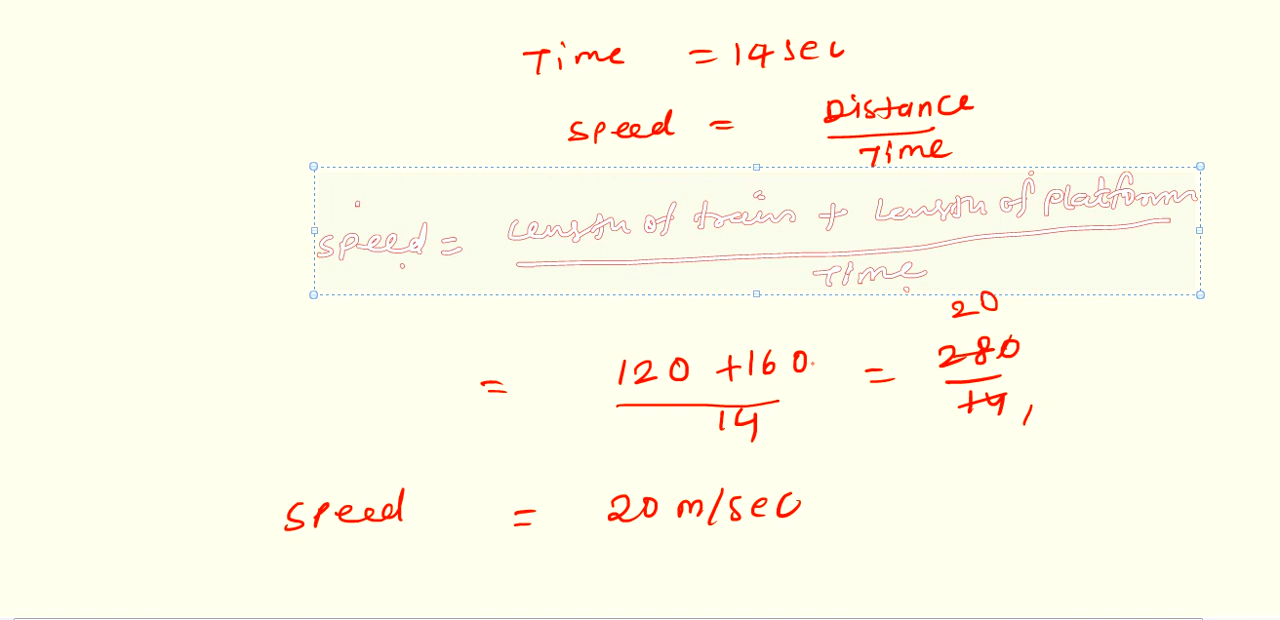 Time = 14 sec
speed = Distance / Time
speed = Length of train + Length of platform / Time
= 120 + 160 / 14 = 280 / 14 20 1
speed = 20 m/sec